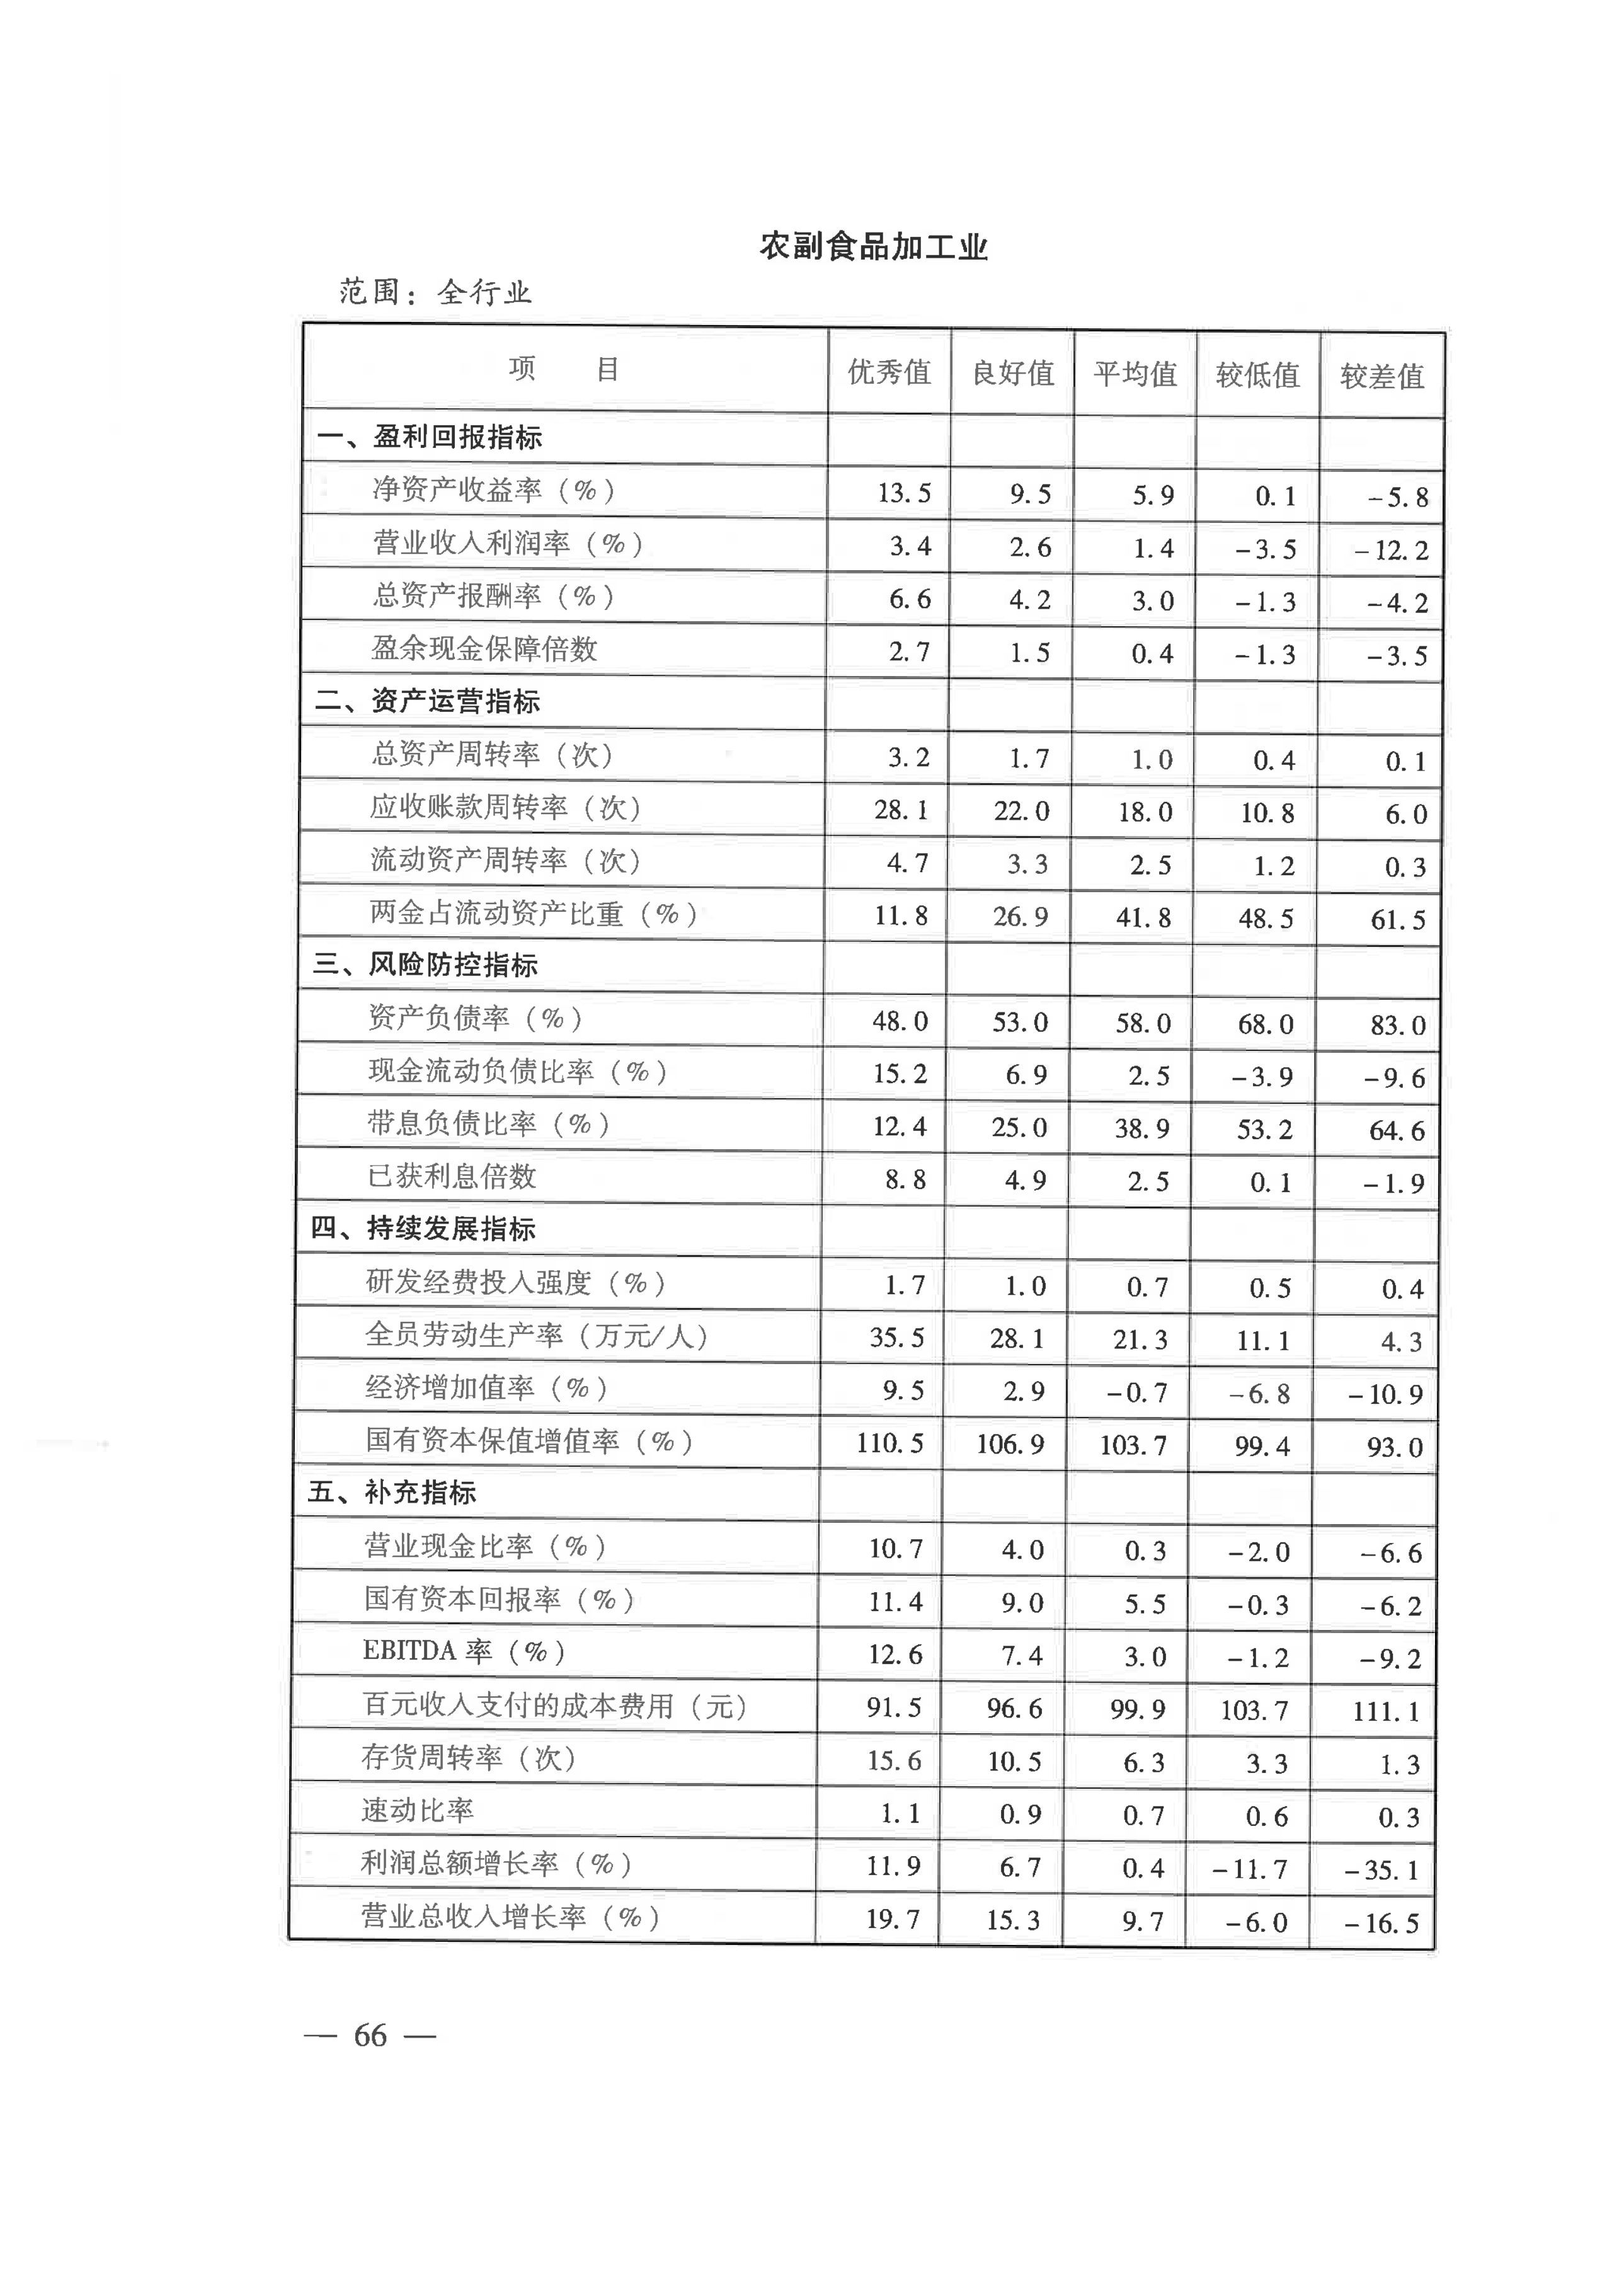 农副食品加工业
范围：全行业
项 目 优秀值 良好值 平均值 较低值 较差值
一、盈利回报指标
净资产收益率（%） 13.5 9.5 5.9 0.1 -5.8
营业收入利润率（%） 3.4 2.6 1.4 -3.5 -12.2
总资产报酬率（%） 6.6 4.2 3.0 -1.3 -4.2
盈余现金保障倍数 2.7 1.5 0.4 -1.3 -3.5
二、资产运营指标
总资产周转率（次） 3.2 1.7 1.0 0.4 0.1
应收账款周转率（次） 28.1 22.0 18.0 10.8 6.0
流动资产周转率（次） 4.7 3.3 2.5 1.2 0.3
两金占流动资产比重（%） 11.8 26.9 41.8 48.5 61.5
三、风险防控指标
资产负债率（%） 48.0 53.0 58.0 68.0 83.0
现金流动负债比率（%） 15.2 6.9 2.5 -3.9 -9.6
带息负债比率（%） 12.4 25.0 38.9 53.2 64.6
已获利息倍数 8.8 4.9 2.5 0.1 -1.9
四、持续发展指标
研发经费投入强度（%） 1.7 1.0 0.7 0.5 0.4
全员劳动生产率（万元/人） 35.5 28.1 21.3 11.1 4.3
经济增加值率（%） 9.5 2.9 -0.7 -6.8 -10.9
国有资本保值增值率（%） 110.5 106.9 103.7 99.4 93.0
五、补充指标
营业现金比率（%） 10.7 4.0 0.3 -2.0 -6.6
国有资本回报率（%） 11.4 9.0 5.5 -0.3 -6.2
EBITDA 率（%） 12.6 7.4 3.0 -1.2 -9.2
百元收入支付的成本费用（元） 91.5 96.6 99.9 103.7 111.1
存货周转率（次） 15.6 10.5 6.3 3.3 1.3
速动比率 1.1 0.9 0.7 0.6 0.3
利润总额增长率（%） 11.9 6.7 0.4 -11.7 -35.1
营业总收入增长率（%） 19.7 15.3 9.7 -6.0 -16.5
— 66 —